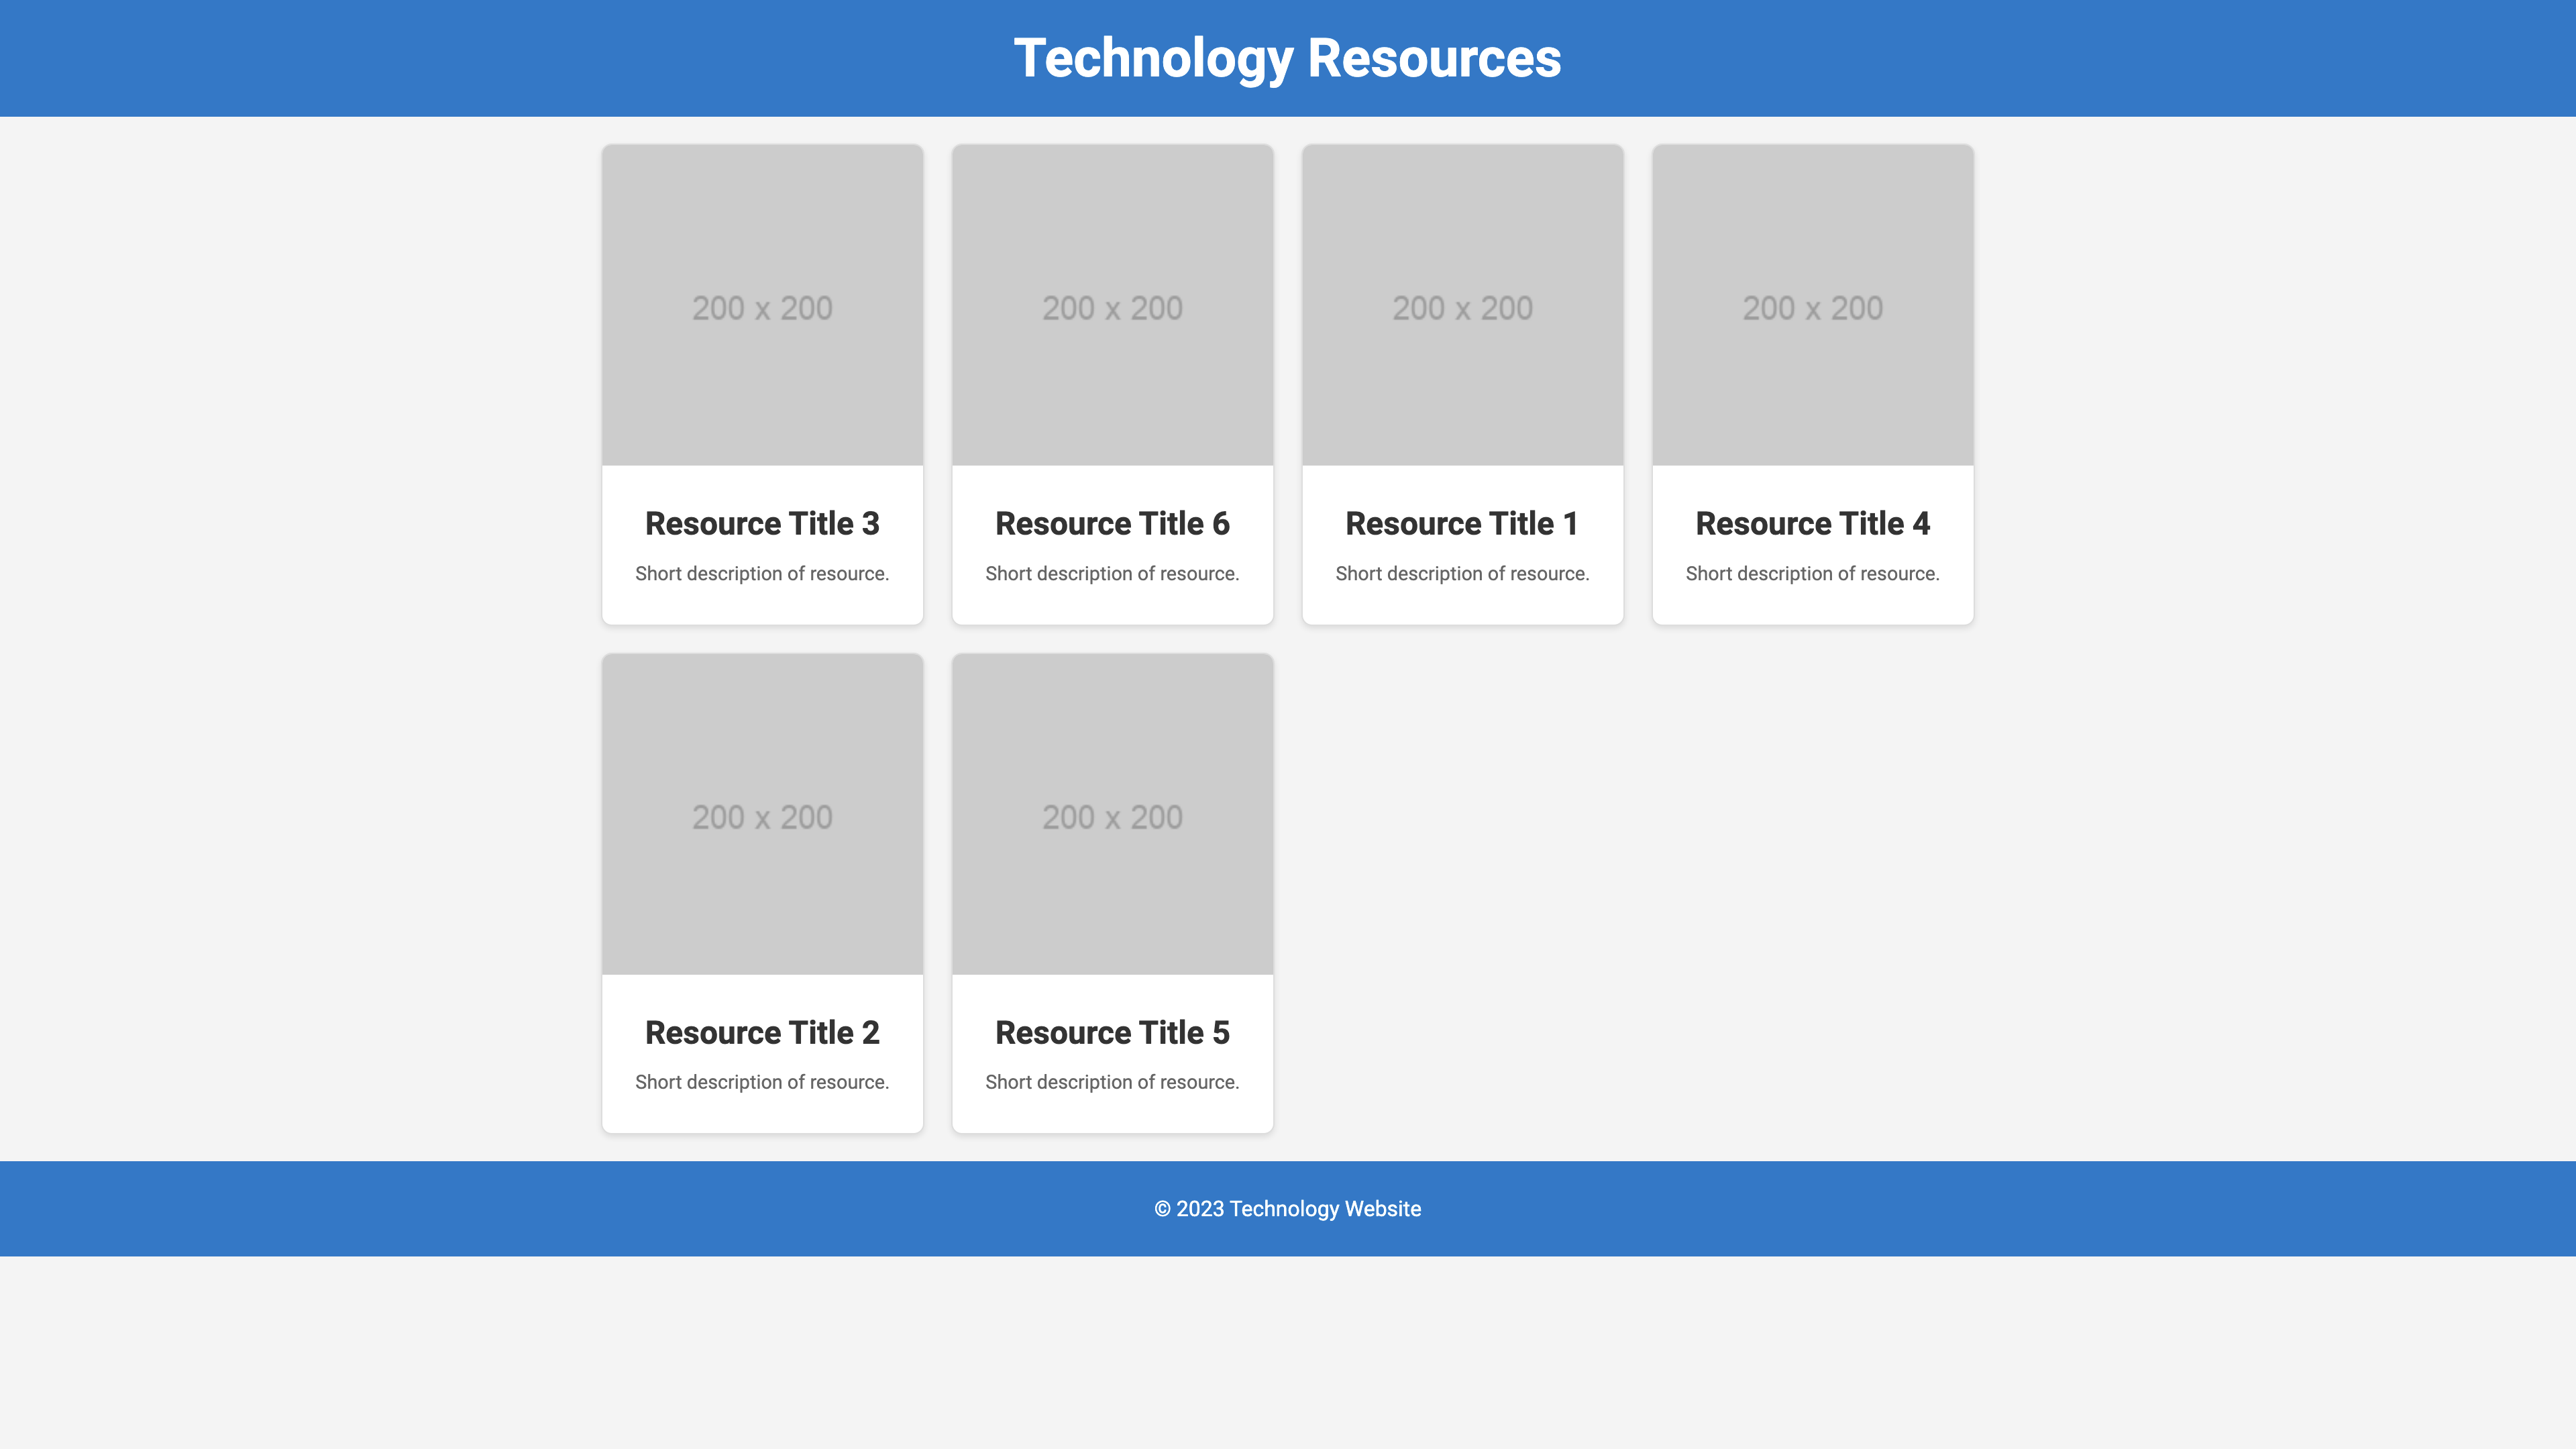 Technology Resources
200 x 200
200 x 200
200 x 200
200 x 200
Resource Title 3
Short description of resource.
Resource Title 6
Short description of resource.
Resource Title 1
Short description of resource.
Resource Title 4
Short description of resource.
200 x 200
200 x 200
Resource Title 2
Short description of resource.
Resource Title 5
Short description of resource.
© 2023 Technology Website